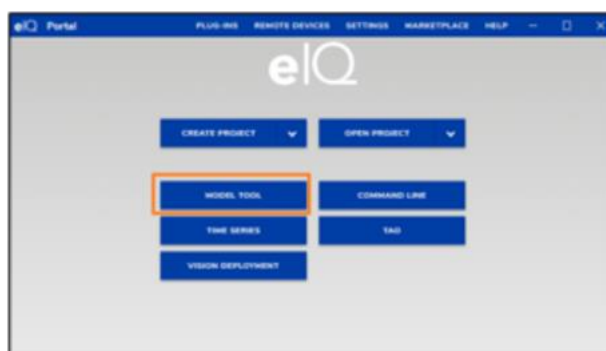 eIQ Portal PLUG-INS REMOTE DEVICES SETTINGS MARKETPLACE HELP
eIQ
CREATE PROJECT OPEN PROJECT
MODEL TOOL COMMAND LINE
TIME SERIES TAO
VISION DEPLOYMENT